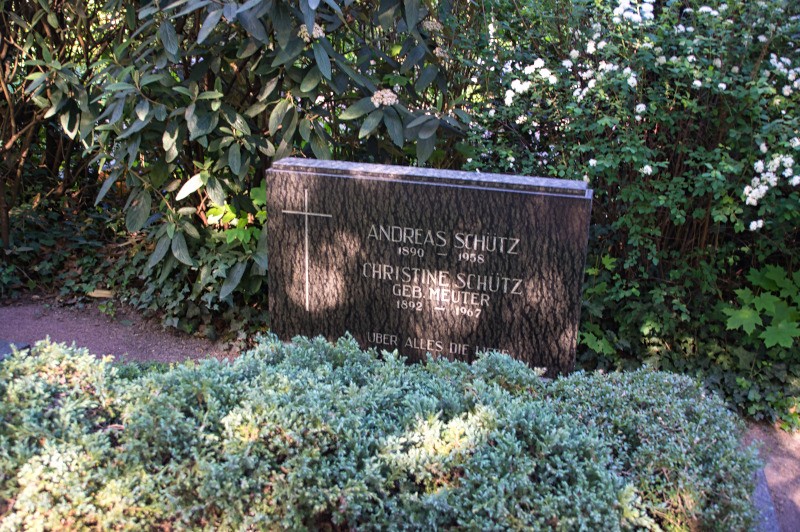 ANDREAS SCHÜTZ
1890 – 1958
CHRISTINE SCHÜTZ
GEB. MEUTER
1892 – 1967
ÜBER ALLES DIE